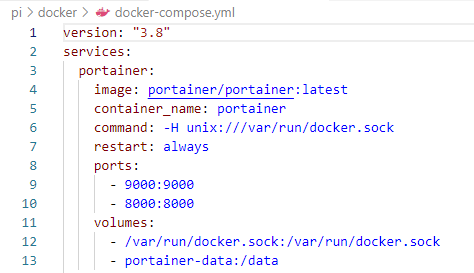 pi > docker > docker-compose.yml
1 version: "3.8"
2 services:
3   portainer:
4     image: portainer/portainer:latest
5     container_name: portainer
6     command: -H unix:///var/run/docker.sock
7     restart: always
8     ports:
9       - 9000:9000
10       - 8000:8000
11     volumes:
12       - /var/run/docker.sock:/var/run/docker.sock
13       - portainer-data:/data